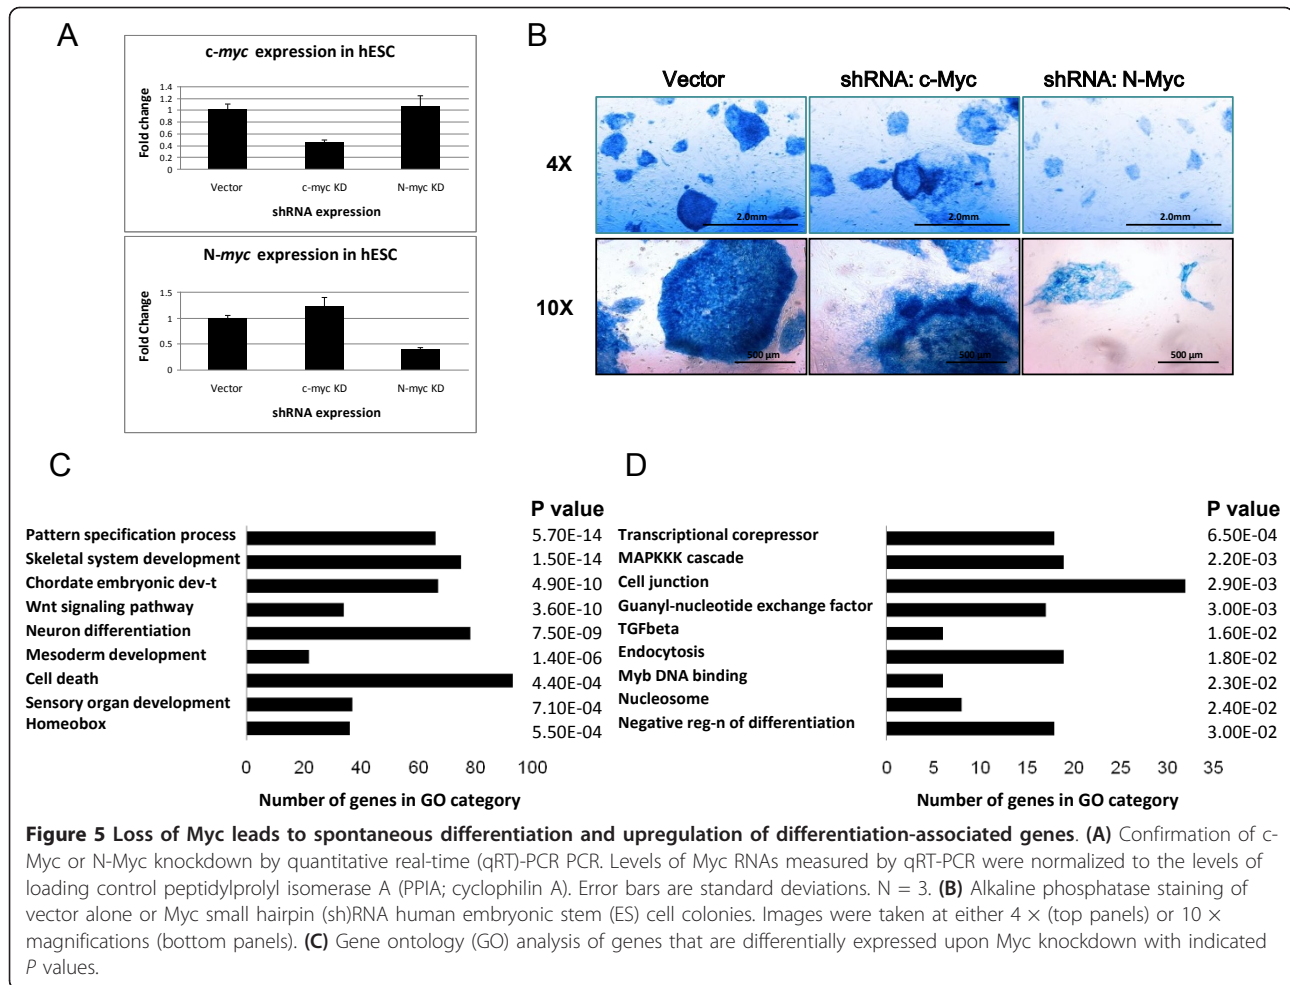 A
c-myc expression in hESC
Fold change
1.4
1.2
1
0.8
0.6
0.4
0.2
0
Vector
c-myc KD
N-myc KD
shRNA expression
N-myc expression in hESC
Fold Change
1.5
1
0.5
0
Vector
c-myc KD
N-myc KD
shRNA expression
B
Vector
shRNA: c-Myc
shRNA: N-Myc
4X
2.0mm
2.0mm
2.0mm
10X
500 µm
500 µm
500 µm
C
P value
Pattern specification process 5.70E-14
Skeletal system development 1.50E-14
Chordate embryonic dev-t 4.90E-10
Wnt signaling pathway 3.60E-10
Neuron differentiation 7.50E-09
Mesoderm development 1.40E-06
Cell death 4.40E-04
Sensory organ development 7.10E-04
Homeobox 5.50E-04
0 20 40 60 80 100
Number of genes in GO category
D
P value
Transcriptional corepressor 6.50E-04
MAPKKK cascade 2.20E-03
Cell junction 2.90E-03
Guanyl-nucleotide exchange factor 3.00E-03
TGFbeta 1.60E-02
Endocytosis 1.80E-02
Myb DNA binding 2.30E-02
Nucleosome 2.40E-02
Negative reg-n of differentiation 3.00E-02
0 5 10 15 20 25 30 35
Number of genes in GO category
Figure 5 Loss of Myc leads to spontaneous differentiation and upregulation of differentiation-associated genes. (A) Confirmation of c-
Myc or N-Myc knockdown by quantitative real-time (qRT)-PCR PCR. Levels of Myc RNAs measured by qRT-PCR were normalized to the levels of
loading control peptidylprolyl isomerase A (PPIA; cyclophilin A). Error bars are standard deviations. N = 3. (B) Alkaline phosphatase staining of
vector alone or Myc small hairpin (sh)RNA human embryonic stem (ES) cell colonies. Images were taken at either 4 × (top panels) or 10 ×
magnifications (bottom panels). (C) Gene ontology (GO) analysis of genes that are differentially expressed upon Myc knockdown with indicated
P values.